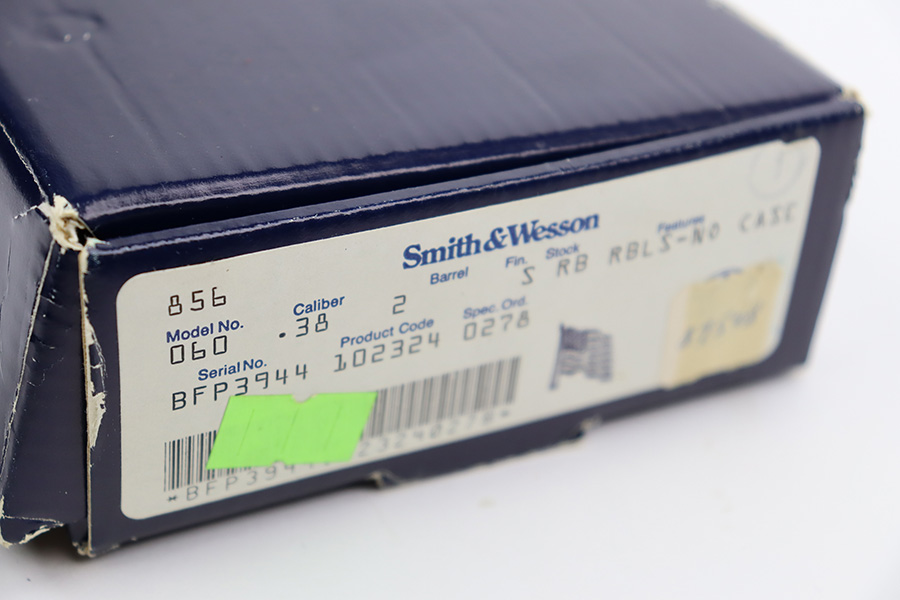 Smith & Wesson
856
Model No. Caliber Barrel Fin. Stock Features
060 .38 2 S RB RBLS-NO CASE
Serial No. Product Code Spec. Ord.
BFP3944 102324 0278